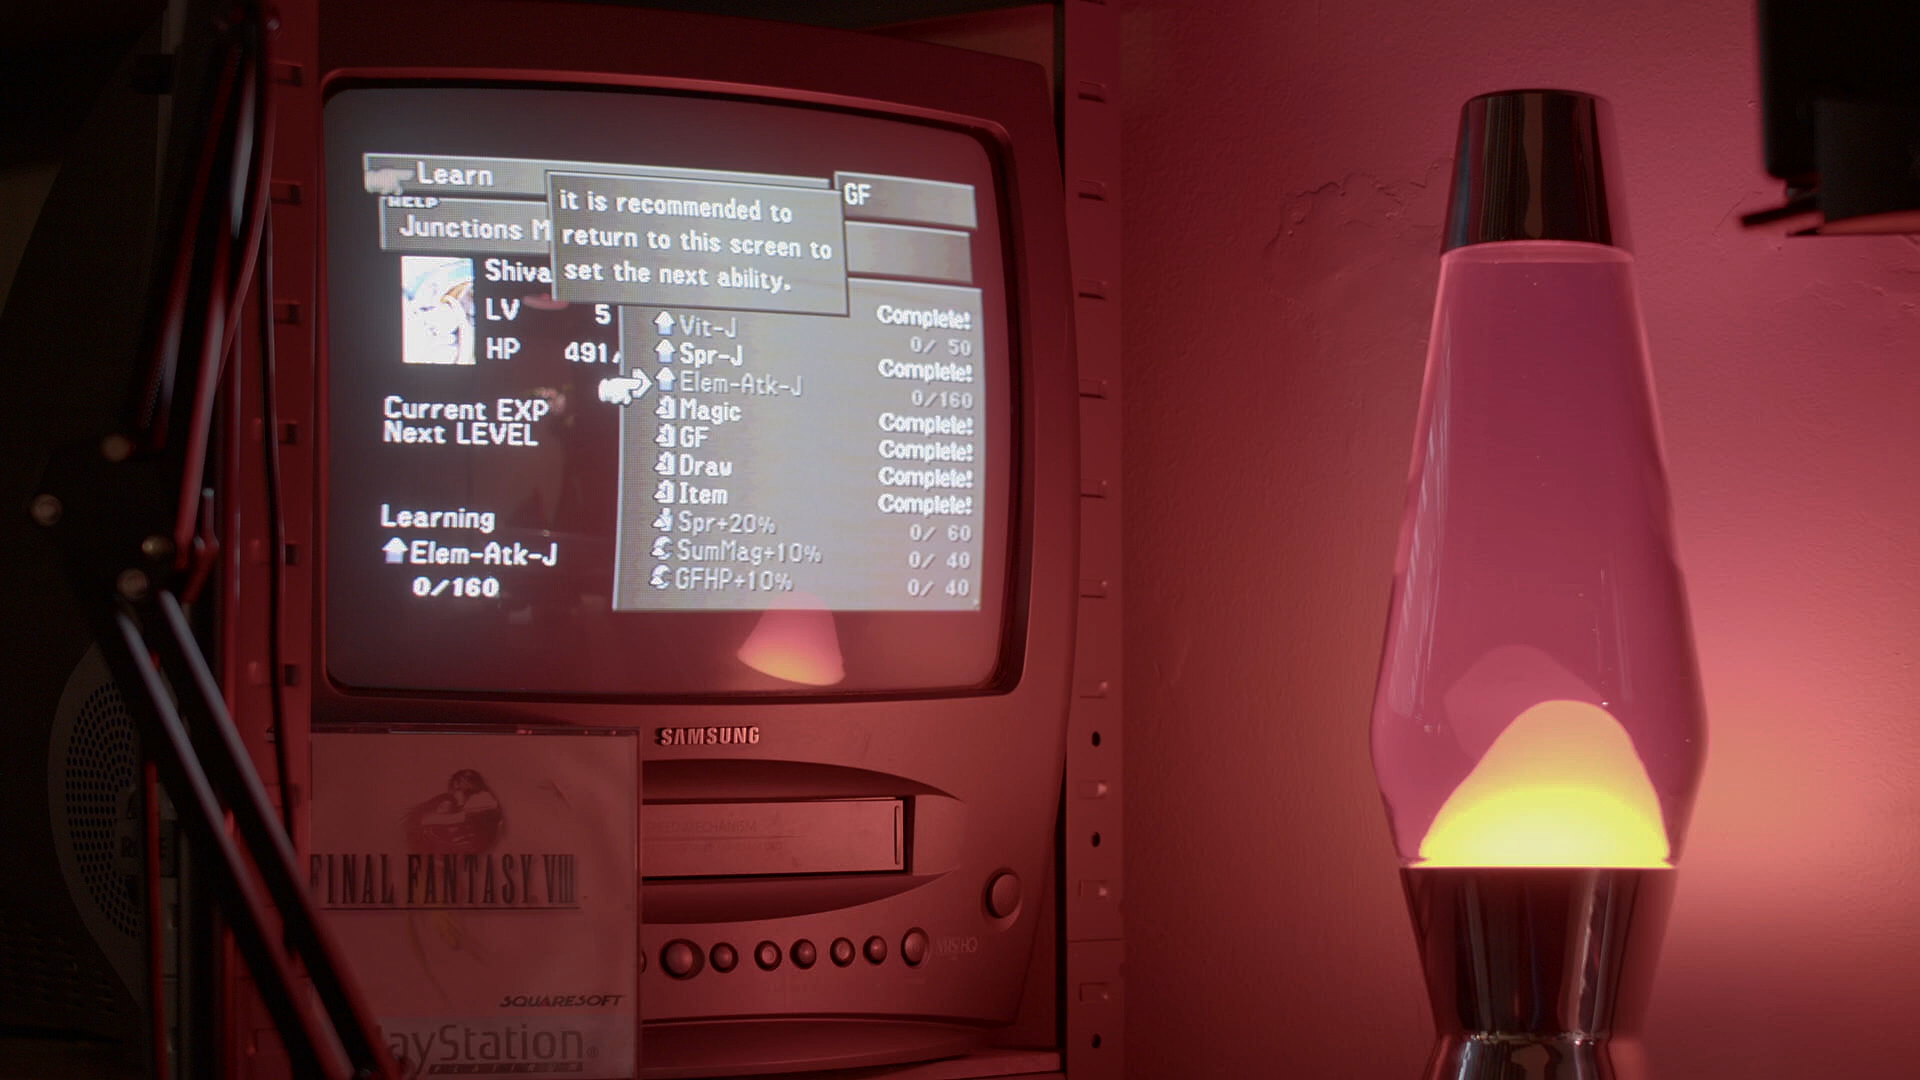 Learn
GF
HELP
Junctions M
it is recommended to
return to this screen to
set the next ability.
Shiva
LV 5
HP 491/
Current EXP
Next LEVEL
Learning
Elem-Atk-J
0/160
Complete!
Vit-J 0/ 50
Spr-J Complete!
Elem-Atk-J 0/160
Magic Complete!
GF Complete!
Draw Complete!
Item Complete!
Spr+20% 0/ 60
SumMag+10% 0/ 40
GFHP+10% 0/ 40
SAMSUNG
FINAL FANTASY VIII
SQUARESOFT
ayStation®
PLATINUM